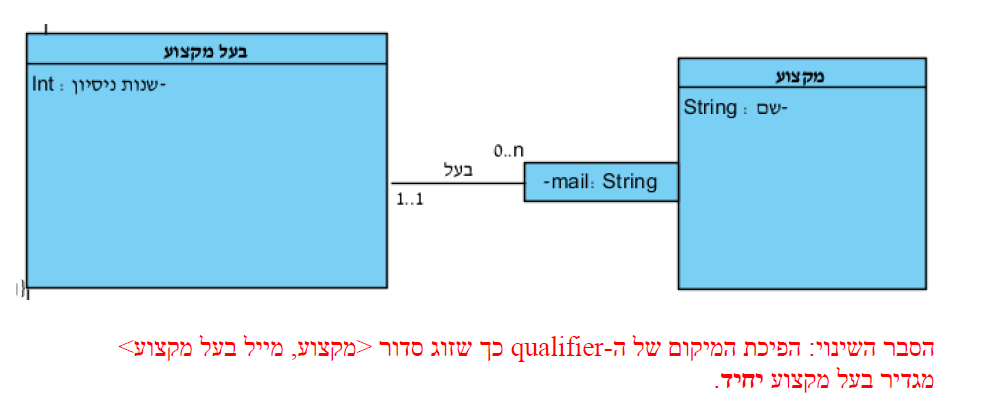 בעל מקצוע
-שנות ניסיון : Int
מקצוע
-שם : String
0..n
בעל
1..1
-mail: String
הסבר השינוי: הפיכת המיקום של ה-qualifier כך שזוג סדור <מקצוע, מייל בעל מקצוע>
מגדיר בעל מקצוע יחיד.